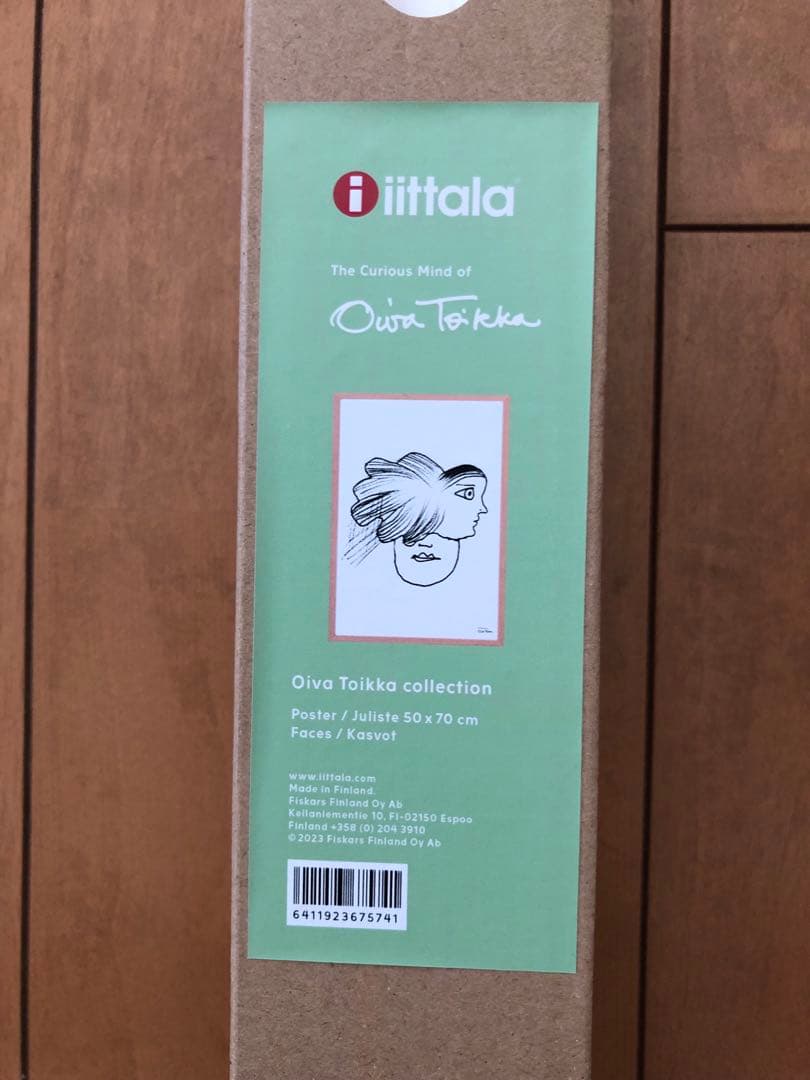 i iittala
The Curious Mind of
Oiva Toikka
Oiva Toikka collection
Poster / Juliste 50 x 70 cm
Faces / Kasvot
www.iittala.com
Made in Finland.
Fiskars Finland Oy Ab
Keilaniementie 10, FI-02150 Espoo
Finland +358 (0) 204 3910
© 2023 Fiskars Finland Oy Ab
6411923675741